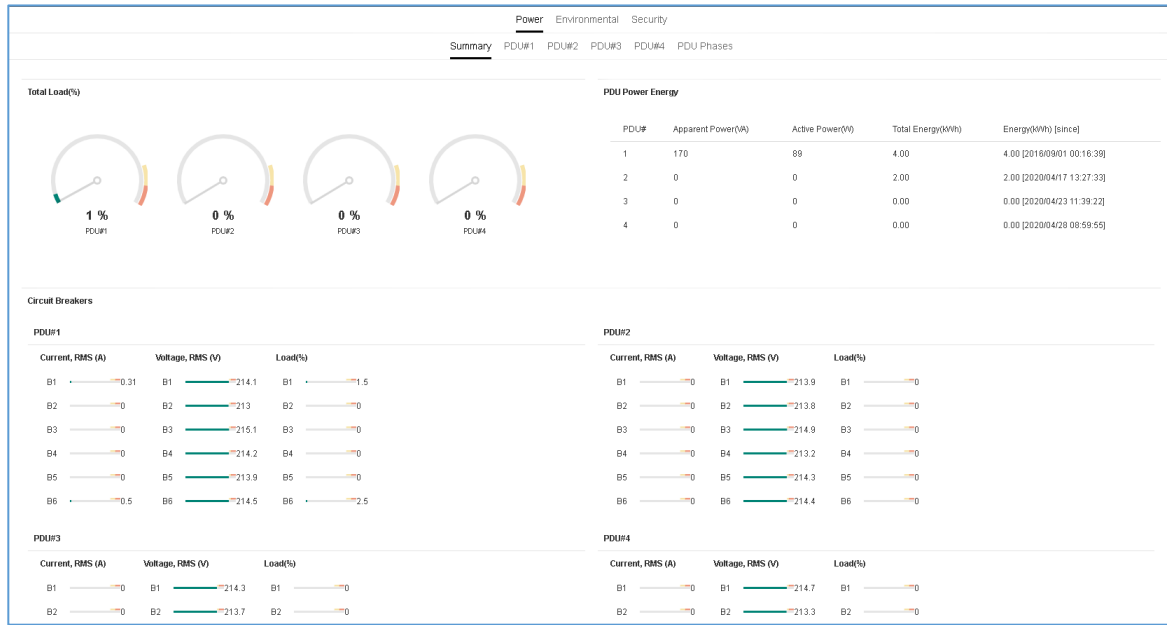 Power Environmental Security
Summary PDU#1 PDU#2 PDU#3 PDU#4 PDU Phases
Total Load(%)
1 % 0 % 0 % 0 %
PDU#1 PDU#2 PDU#3 PDU#4
PDU Power Energy
PDU# Apparent Power(VA) Active Power(W) Total Energy(kWh) Energy(kWh) [since]
1 170 89 4.00 4.00 [2016/09/01 00:16:39]
2 0 0 2.00 2.00 [2020/04/17 13:27:33]
3 0 0 0.00 0.00 [2020/04/23 11:39:22]
4 0 0 0.00 0.00 [2020/04/28 08:59:55]
Circuit Breakers
PDU#1
Current, RMS (A) Voltage, RMS (V) Load(%)
B1 0.31 B1 214.1 B1 1.5
B2 0 B2 213 B2 0
B3 0 B3 215.1 B3 0
B4 0 B4 214.2 B4 0
B5 0 B5 213.9 B5 0
B6 0.5 B6 214.5 B6 2.5
PDU#2
Current, RMS (A) Voltage, RMS (V) Load(%)
B1 0 B1 213.9 B1 0
B2 0 B2 213.8 B2 0
B3 0 B3 214.9 B3 0
B4 0 B4 213.2 B4 0
B5 0 B5 214.3 B5 0
B6 0 B6 214.4 B6 0
PDU#3
Current, RMS (A) Voltage, RMS (V) Load(%)
B1 0 B1 214.3 B1 0
B2 0 B2 213.7 B2 0
PDU#4
Current, RMS (A) Voltage, RMS (V) Load(%)
B1 0 B1 214.7 B1 0
B2 0 B2 213.3 B2 0